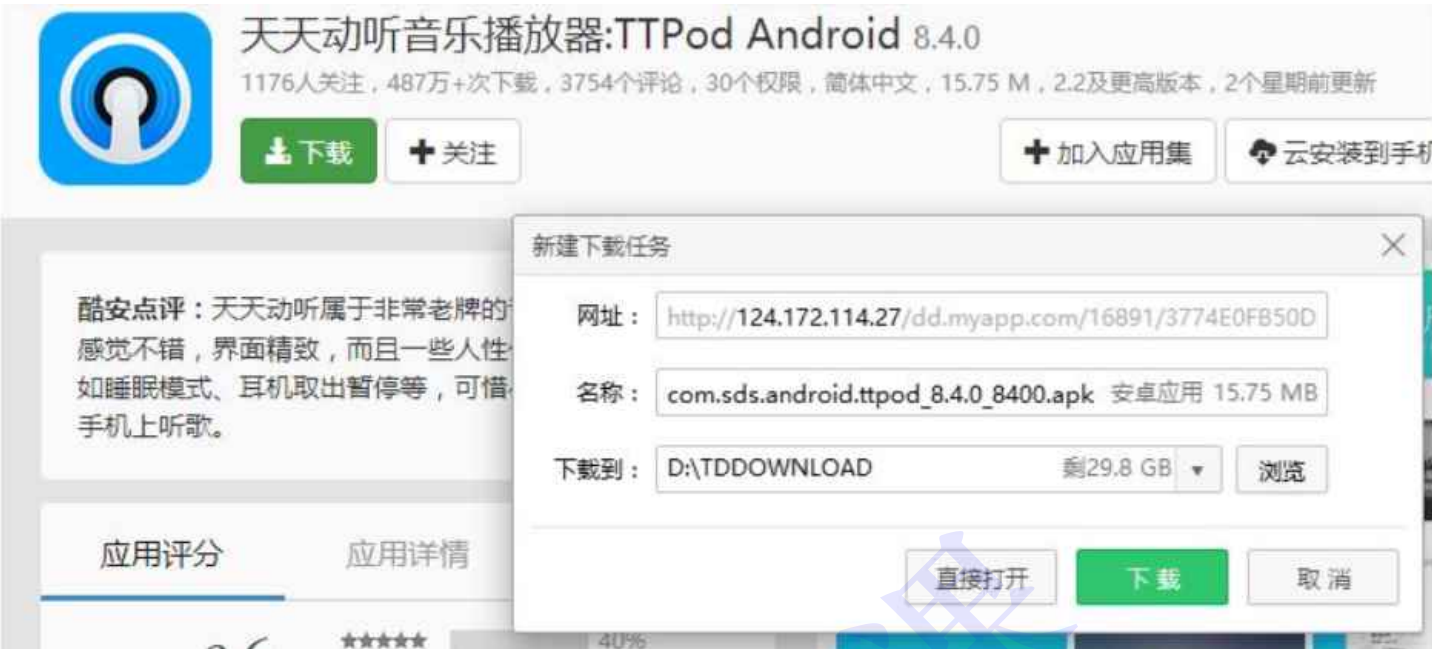 天天动听音乐播放器:TTPod Android 8.4.0
1176人关注，487万+次下载，3754个评论，30个权限，简体中文，15.75 M，2.2及更高版本，2个星期前更新
下载
+关注
+加入应用集
云安装到手机
新建下载任务
酷安点评：天天动听属于非常老牌的
感觉不错，界面精致，而且一些人性
如睡眠模式、耳机取出暂停等，可惜
手机上听歌。
网址：
http://124.172.114.27/dd.myapp.com/16891/3774E0FB50D
名称：
com.sds.android.ttpod_8.4.0_8400.apk 安卓应用 15.75 MB
下载到：
D:\TDDOWNLOAD 剩29.8 GB
浏览
应用评分
应用详情
直接打开
下载
取消
40%